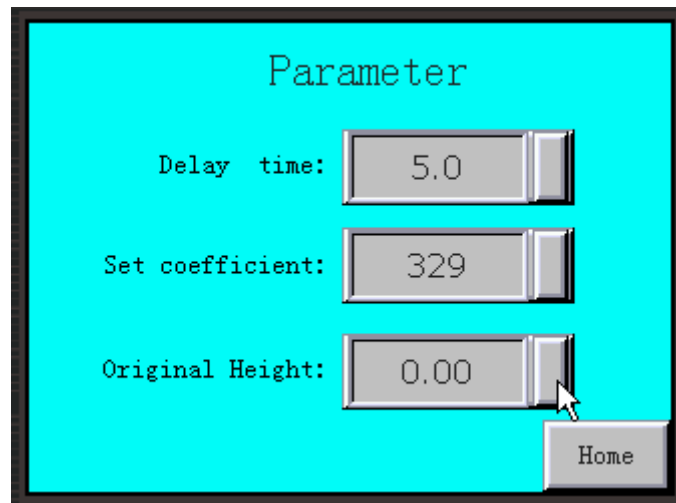 Parameter
Delay time: 5.0
Set coefficient: 329
Original Height: 0.00
Home